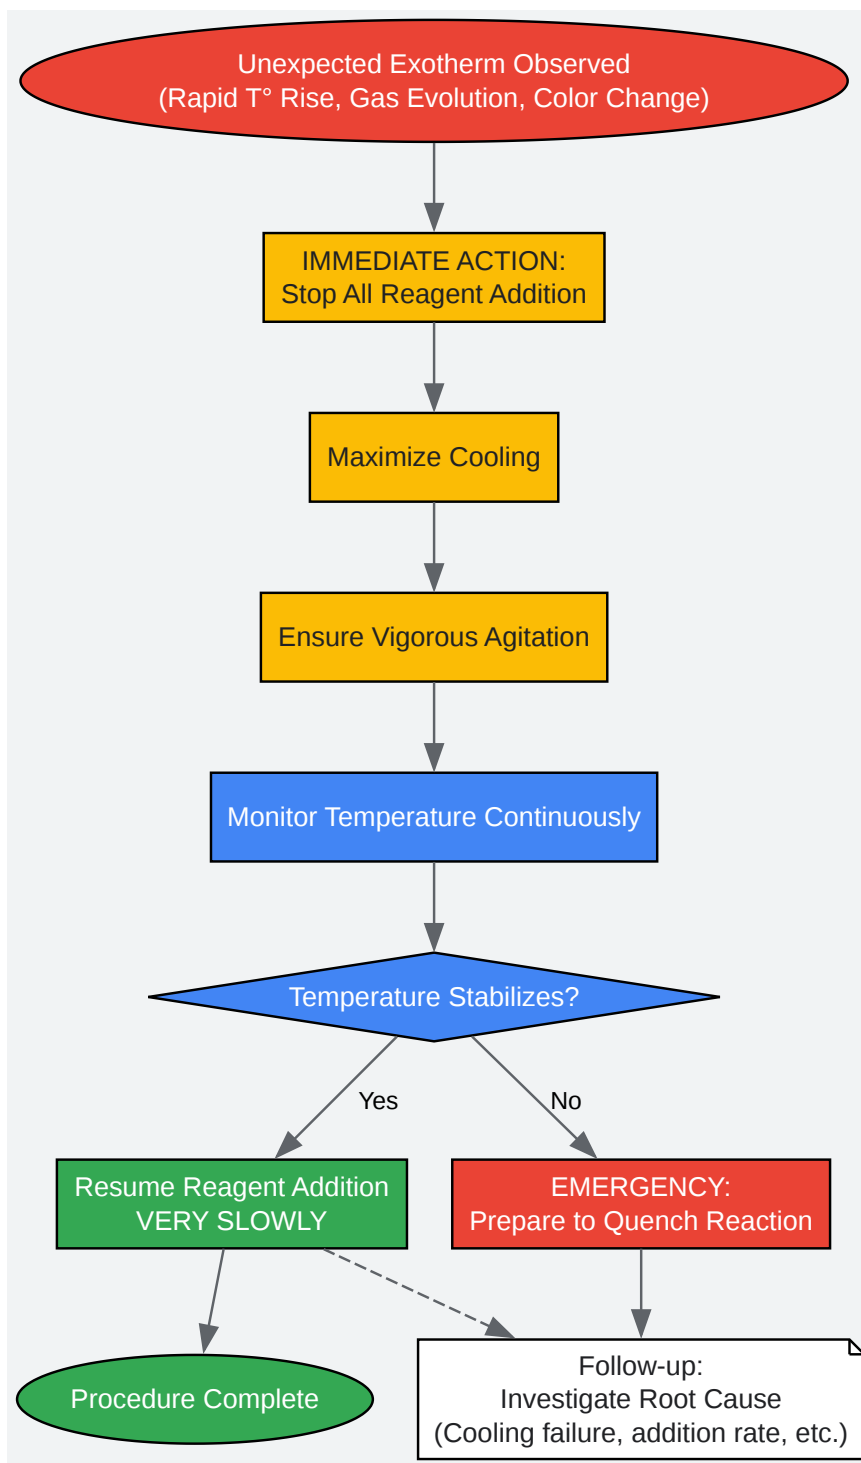 Unexpected Exotherm Observed
(Rapid T° Rise, Gas Evolution, Color Change)
IMMEDIATE ACTION:
Stop All Reagent Addition
Maximize Cooling
Ensure Vigorous Agitation
Monitor Temperature Continuously
Temperature Stabilizes?
Yes
No
Resume Reagent Addition
VERY SLOWLY
EMERGENCY:
Prepare to Quench Reaction
Procedure Complete
Follow-up:
Investigate Root Cause
(Cooling failure, addition rate, etc.)